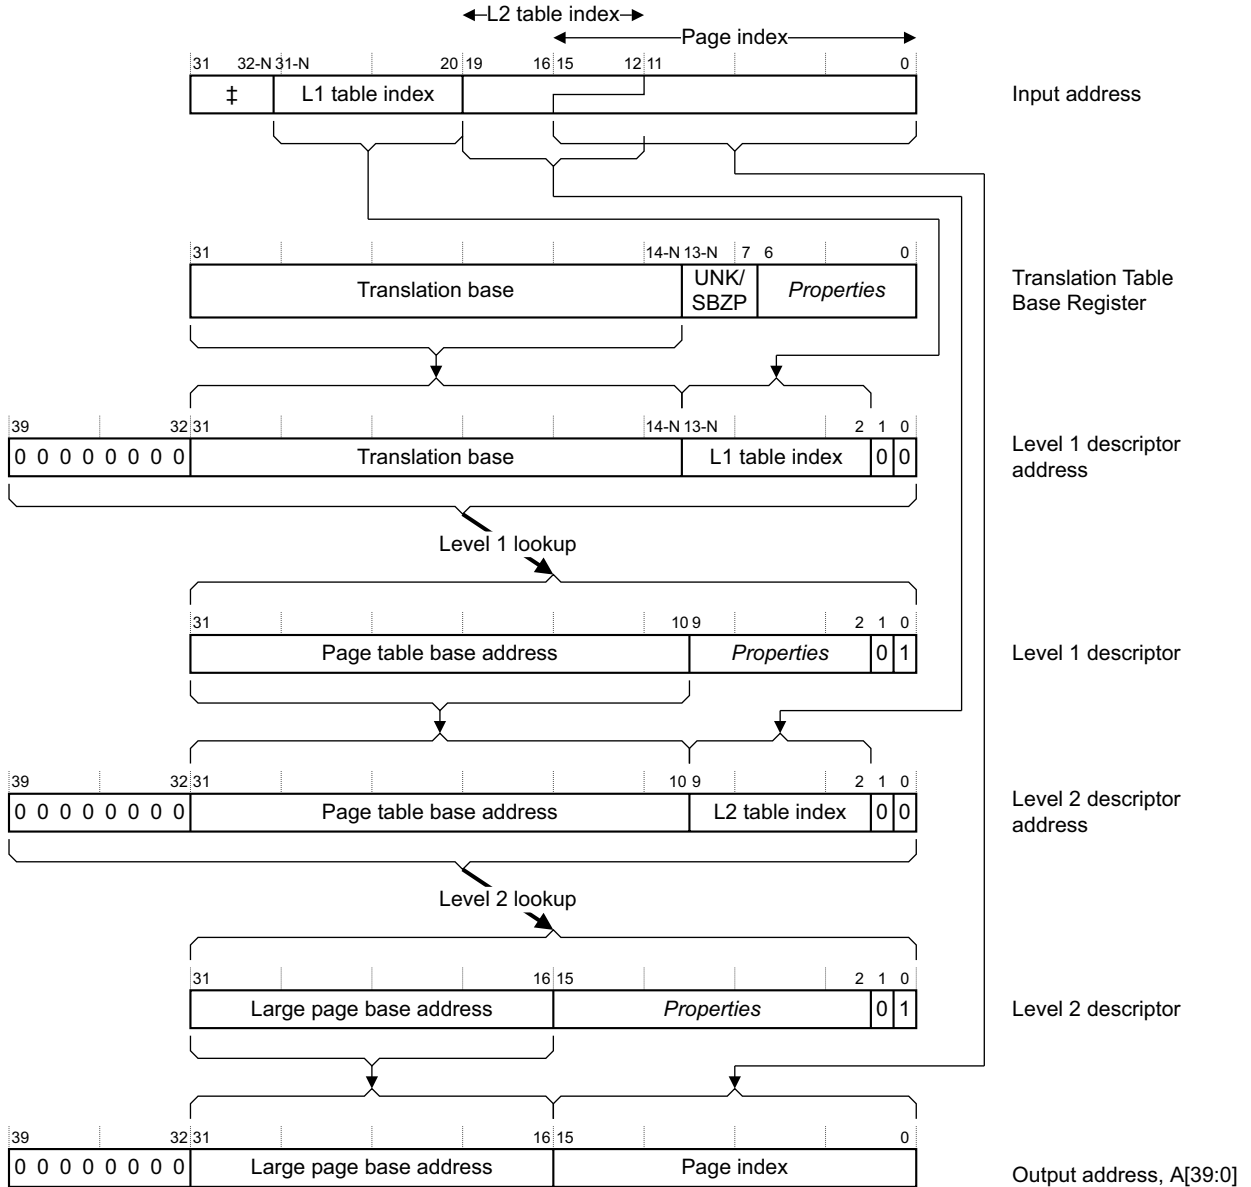 L2 table index
Page index
31 32-N 31-N 20 19 16 15 12 11 0
‡ L1 table index Input address
31 14-N 13-N 7 6 0
Translation base UNK/ SBZP Properties
Translation Table
Base Register
39 32 31 14-N 13-N 2 1 0
0 0 0 0 0 0 0 0 Translation base L1 table index 0 0
Level 1 descriptor
address
Level 1 lookup
31 10 9 2 1 0
Page table base address Properties 0 1 Level 1 descriptor
39 32 31 10 9 2 1 0
0 0 0 0 0 0 0 0 Page table base address L2 table index 0 0
Level 2 descriptor
address
Level 2 lookup
31 16 15 2 1 0
Large page base address Properties 0 1 Level 2 descriptor
39 32 31 16 15 0
0 0 0 0 0 0 0 0 Large page base address Page index Output address, A[39:0]